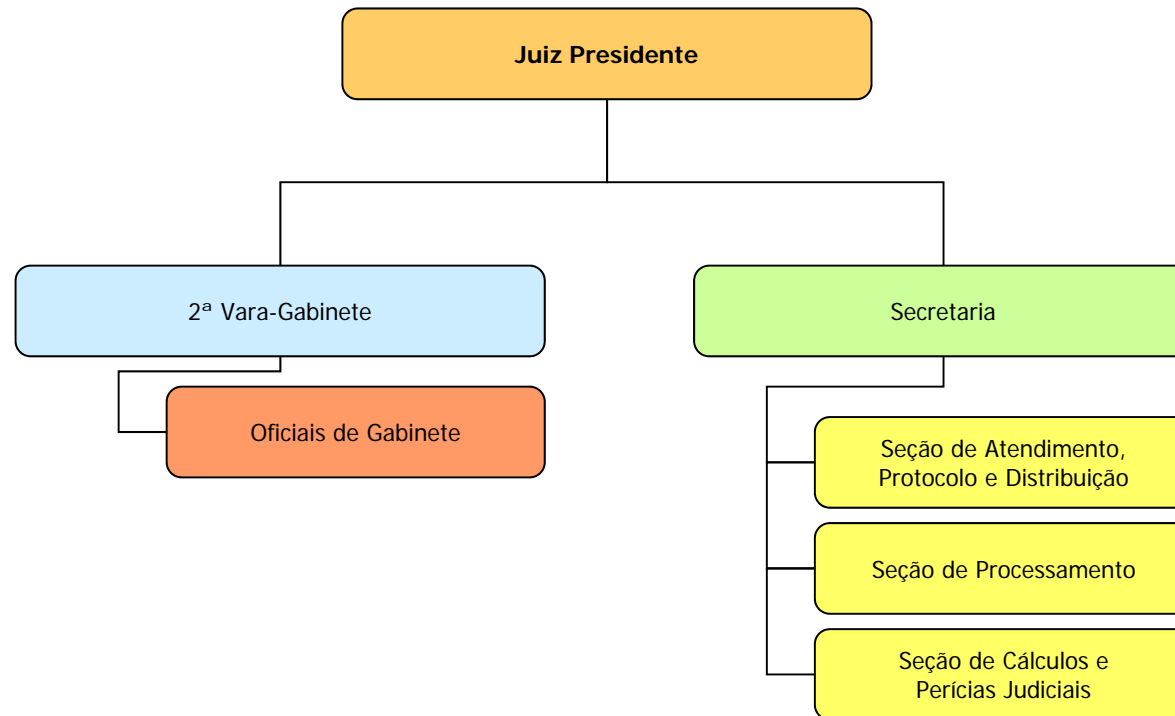 Juiz Presidente
2ª Vara-Gabinete
Secretaria
Oficiais de Gabinete
Seção de Atendimento,
Protocolo e Distribuição
Seção de Processamento
Seção de Cálculos e
Perícias Judiciais